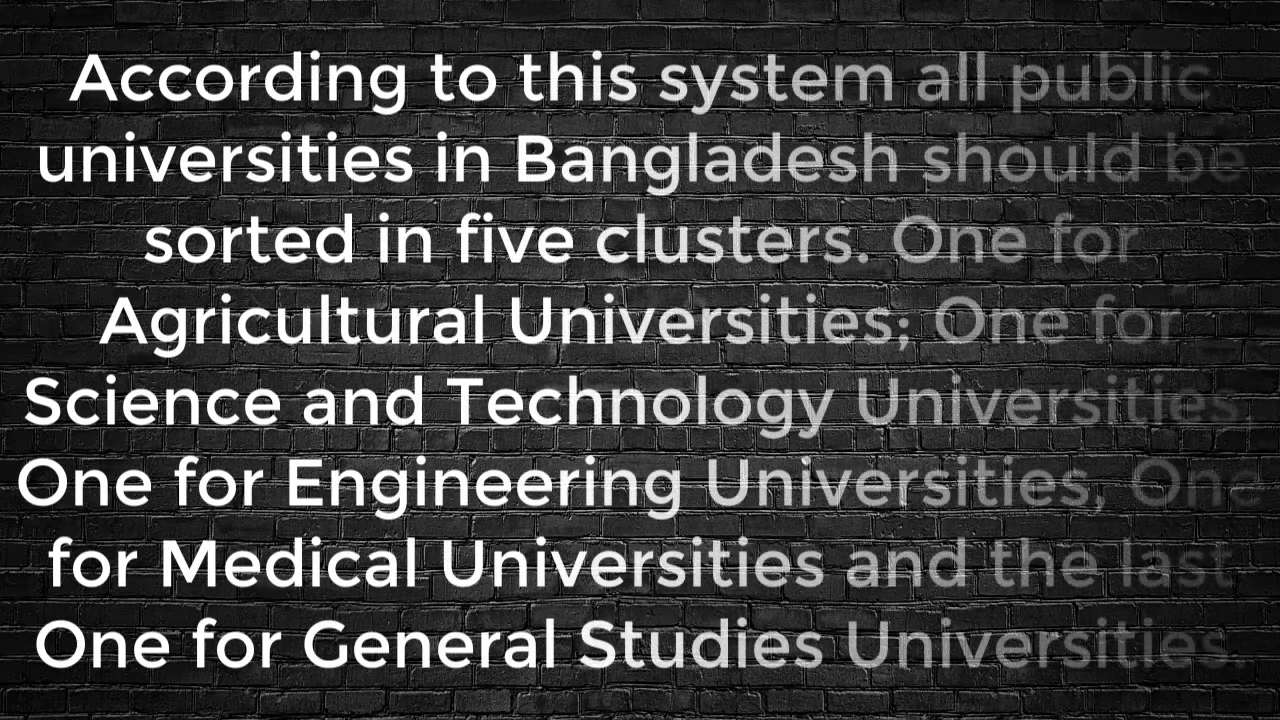 According to this system all public
universities in Bangladesh should be
sorted in five clusters. One for
Agricultural Universities; One for
Science and Technology Universities,
One for Engineering Universities, One
for Medical Universities and the last
One for General Studies Universities.